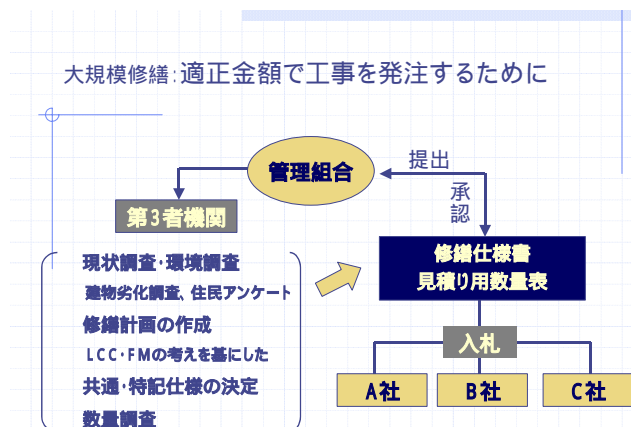 大規模修繕:適正金額で工事を発注するために
管理組合
提出
承認
第3者機関
現状調査・環境調査
建物劣化調査、住民アンケート
修繕計画の作成
LCC・FMの考えを基にした
共通・特記仕様の決定
数量調査
修繕仕様書
見積り用数量表
入札
A社
B社
C社